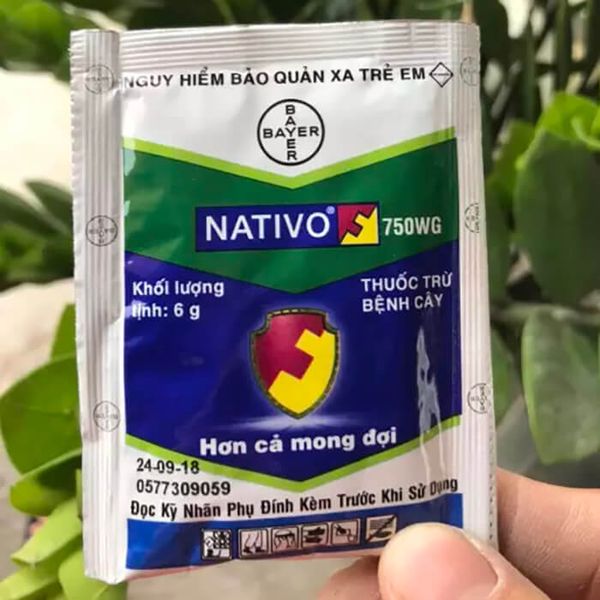 NGUY HIỂM BẢO QUẢN XA TRẺ EM
BAYER
BAYER
NATIVO® 750WG
Khối lượng
tịnh: 6 g
THUỐC TRỪ
BỆNH CÂY
Hơn cả mong đợi
24-09-18
0577309059
Đọc Kỹ Nhãn Phụ Đính Kèm Trước Khi Sử Dụng